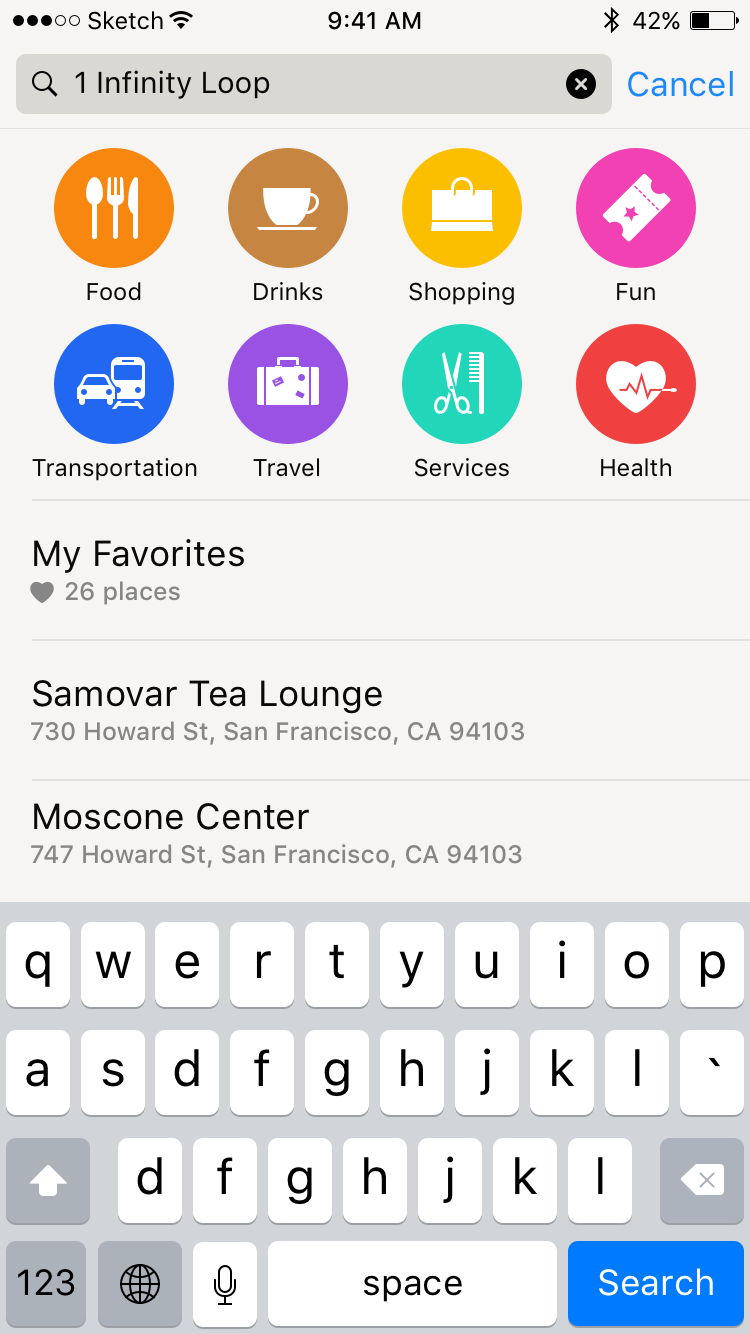 Sketch 9:41 AM 42%
1 Infinity Loop Cancel
Food Drinks Shopping Fun
Transportation Travel Services Health
My Favorites
26 places
Samovar Tea Lounge
730 Howard St, San Francisco, CA 94103
Moscone Center
747 Howard St, San Francisco, CA 94103
q w e r t y u i o p
a s d f g h j k l `
d f g h j k l
123 space Search